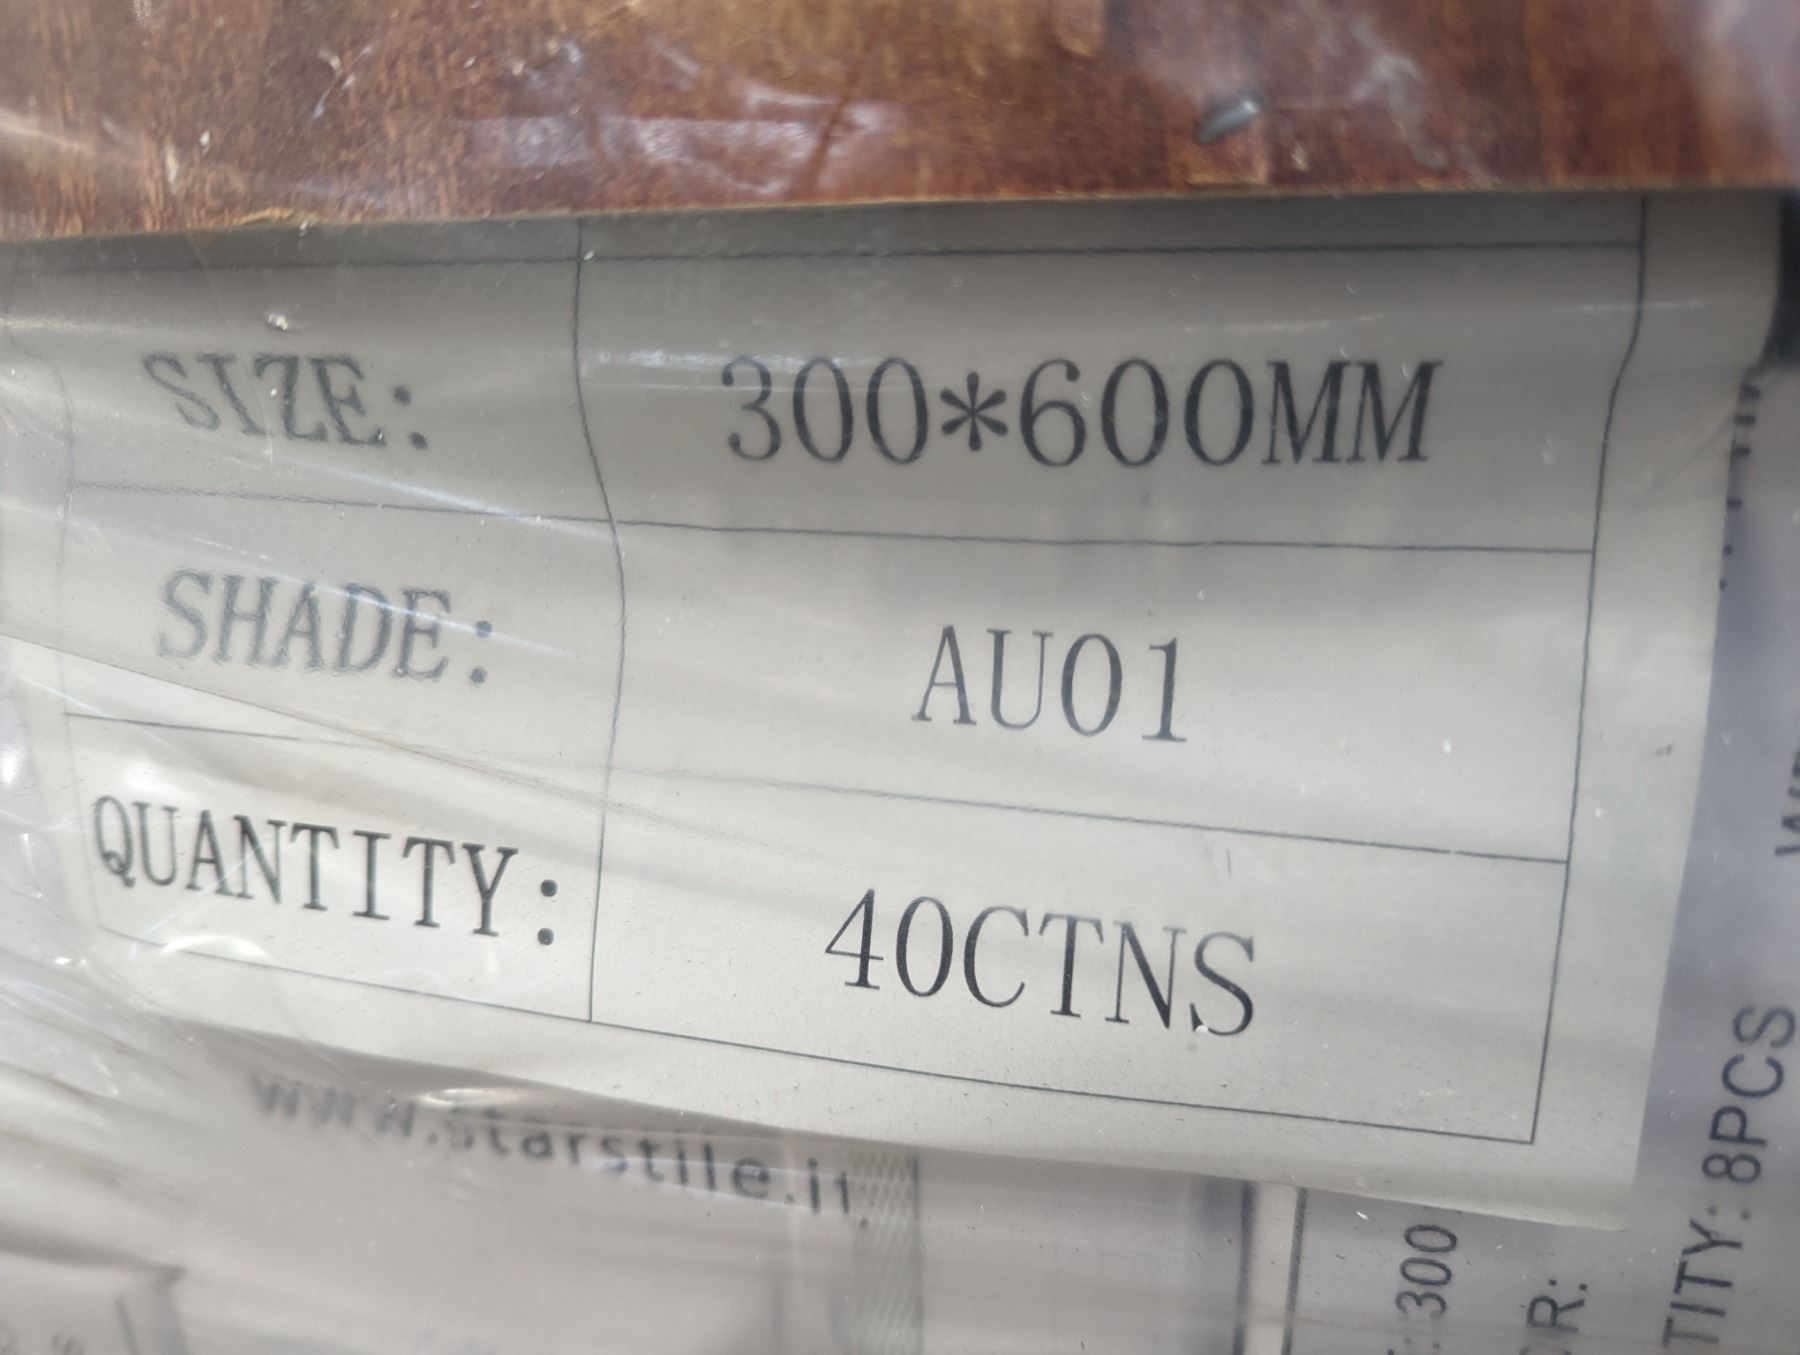 SIZE: 300*600MM
SHADE: AU01
QUANTITY: 40CTNS
www.starstile.it
300
TITY: 8PCS